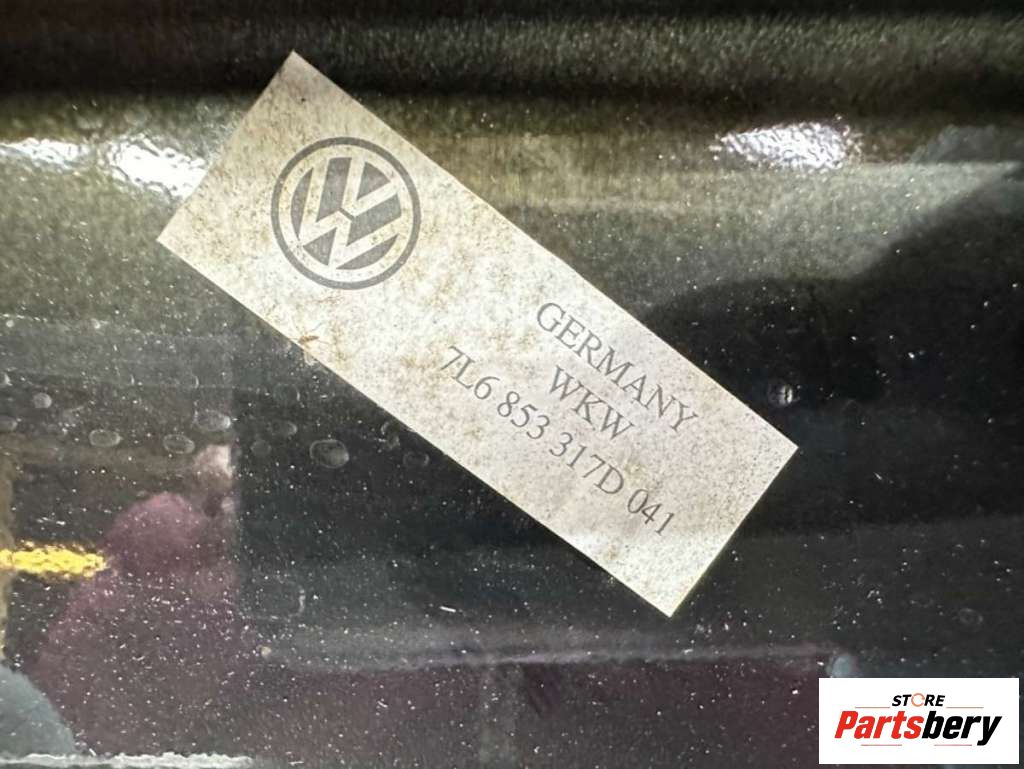 GERMANY
WKW
7L6 853 317D 041
STORE
Partsbery